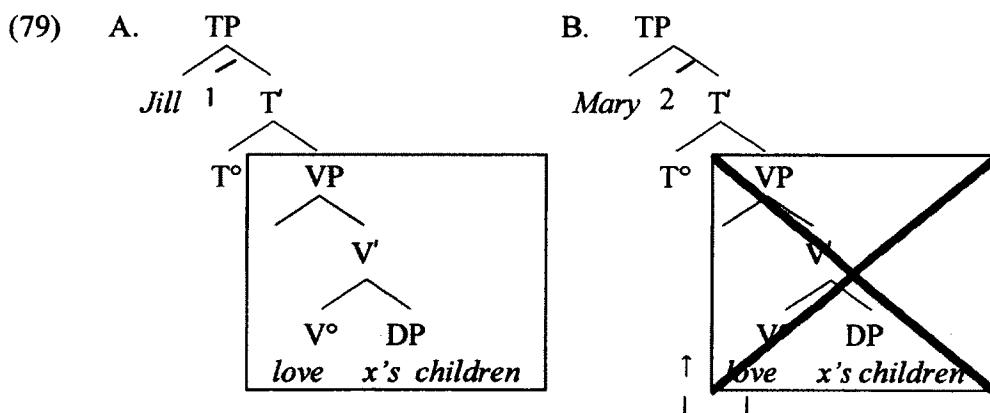 (79) A. TP B. TP
Jill 1 T' Mary 2 T'
T° VP T° VP
V' V'
V° DP V° DP
love x's children love x's children